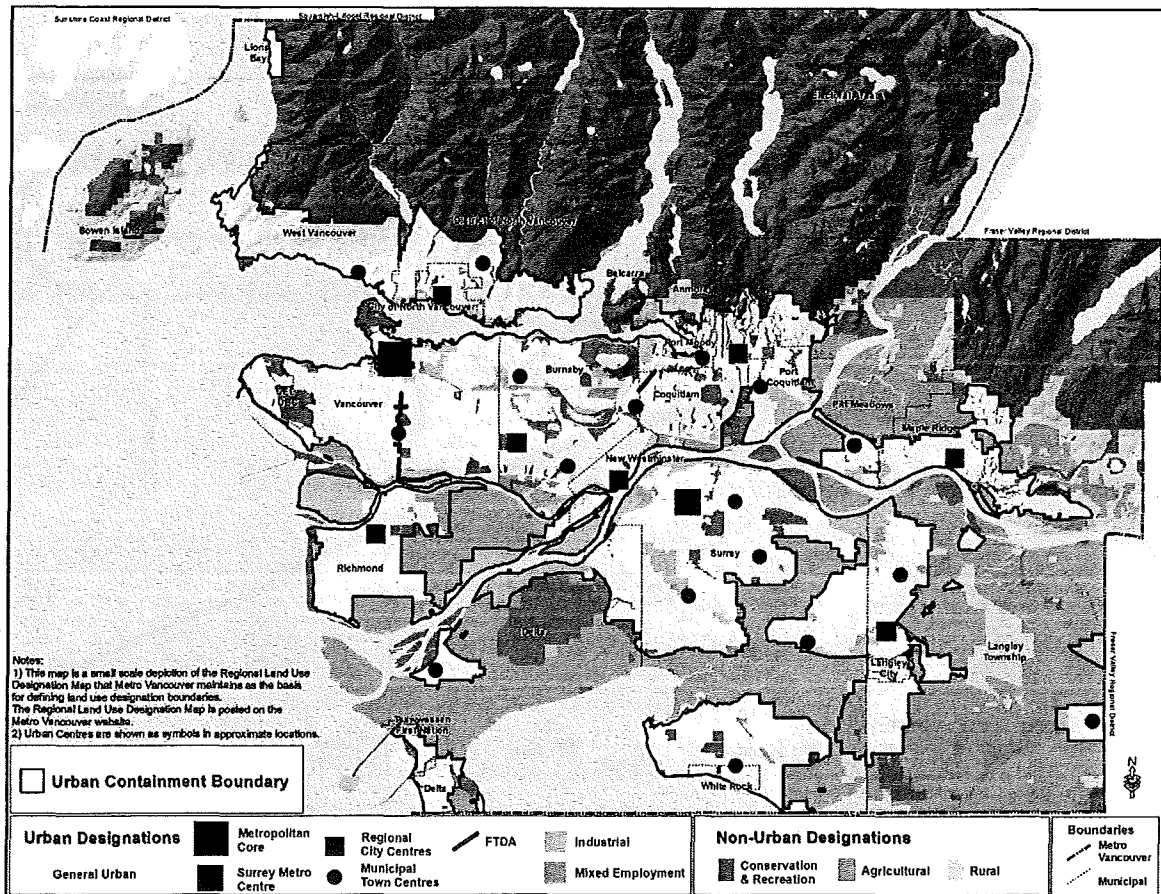 Sunshine Coast Regional District
Squamish-Lillooet Regional District
Lions
Bay
Electoral Area A
Fraser Valley Regional District
Bowen Island
West Vancouver
District of North Vancouver
Belcarra
Anmore
City of North Vancouver
Port Moody
Burnaby
Port
Coquitlam
Coquitlam
Vancouver
Pitt Meadows
Maple Ridge
New Westminster
Surrey
Richmond
Delta
Langley
City
Langley
Township
Fraser Valley Regional District
Tsawwassen
First Nation
Delta
White Rock
N
Notes:
1) This map is a small scale depiction of the Regional Land Use
Designation Map that Metro Vancouver maintains as the basis
for defining land use designation boundaries.
The Regional Land Use Designation Map is posted on the
Metro Vancouver website.
2) Urban Centres are shown as symbols in approximate locations.
Urban Containment Boundary
Urban Designations
General Urban
Metropolitan
Core
Surrey Metro
Centre
Regional
City Centres
Municipal
Town Centres
FTDA
Industrial
Mixed Employment
Non-Urban Designations
Conservation
& Recreation
Agricultural
Rural
Boundaries
Metro
Vancouver
Municipal